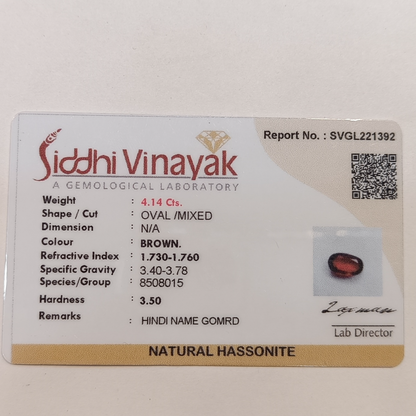 Siddhi Vinayak
A GEMOLOGICAL LABORATORY
Report No. : SVGL221392
Weight : 4.14 Cts.
Shape / Cut : OVAL /MIXED
Dimension : N/A
Colour : BROWN.
Refractive Index : 1.730-1.760
Specific Gravity : 3.40-3.78
Species/Group : 8508015
Hardness : 3.50
Remarks : HINDI NAME GOMRD
Lab Director
NATURAL HASSONITE